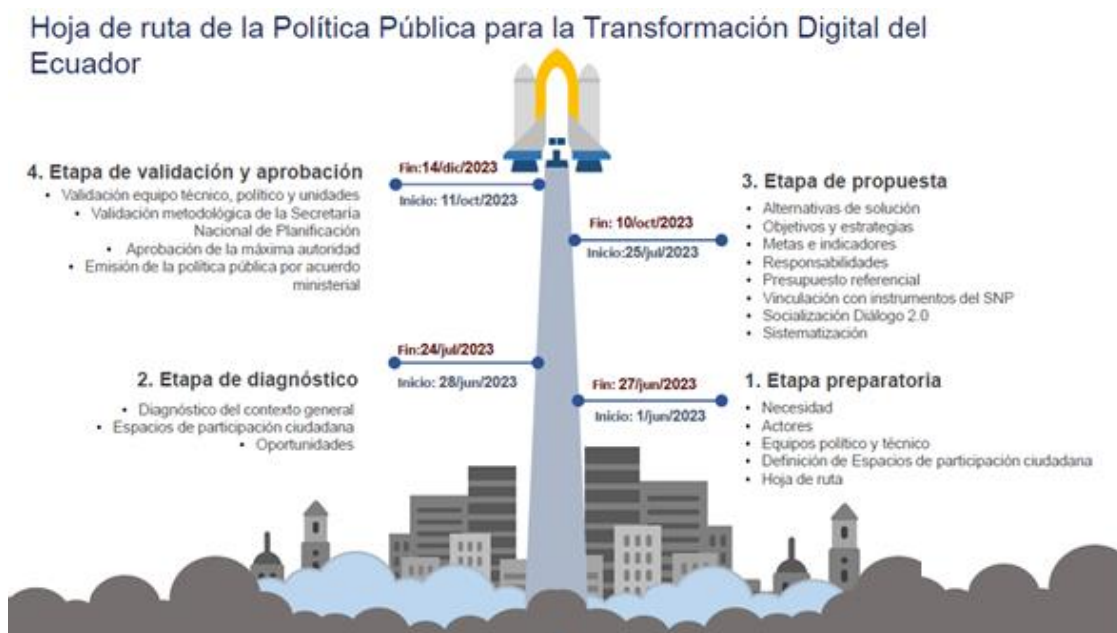 Hoja de ruta de la Política Pública para la Transformación Digital del
Ecuador
4. Etapa de validación y aprobación
• Validación equipo técnico, político y unidades
• Validación metodológica de la Secretaría
Nacional de Planificación
• Aprobación de la máxima autoridad
• Emisión de la política pública por acuerdo
ministerial
Fin:14/dic/2023
Inicio: 11/oct/2023
3. Etapa de propuesta
• Alternativas de solución
• Objetivos y estrategias
• Metas e indicadores
• Responsabilidades
• Presupuesto referencial
• Vinculación con instrumentos del SNP
• Socialización Diálogo 2.0
• Sistematización
Fin: 10/oct/2023
Inicio:25/jul/2023
Fin:24/jul/2023
Inicio: 28/jun/2023
2. Etapa de diagnóstico
• Diagnóstico del contexto general
• Espacios de participación ciudadana
• Oportunidades
Fin: 27/jun/2023
Inicio: 1/jun/2023
1. Etapa preparatoria
• Necesidad
• Actores
• Equipos político y técnico
• Definición de Espacios de participación ciudadana
• Hoja de ruta